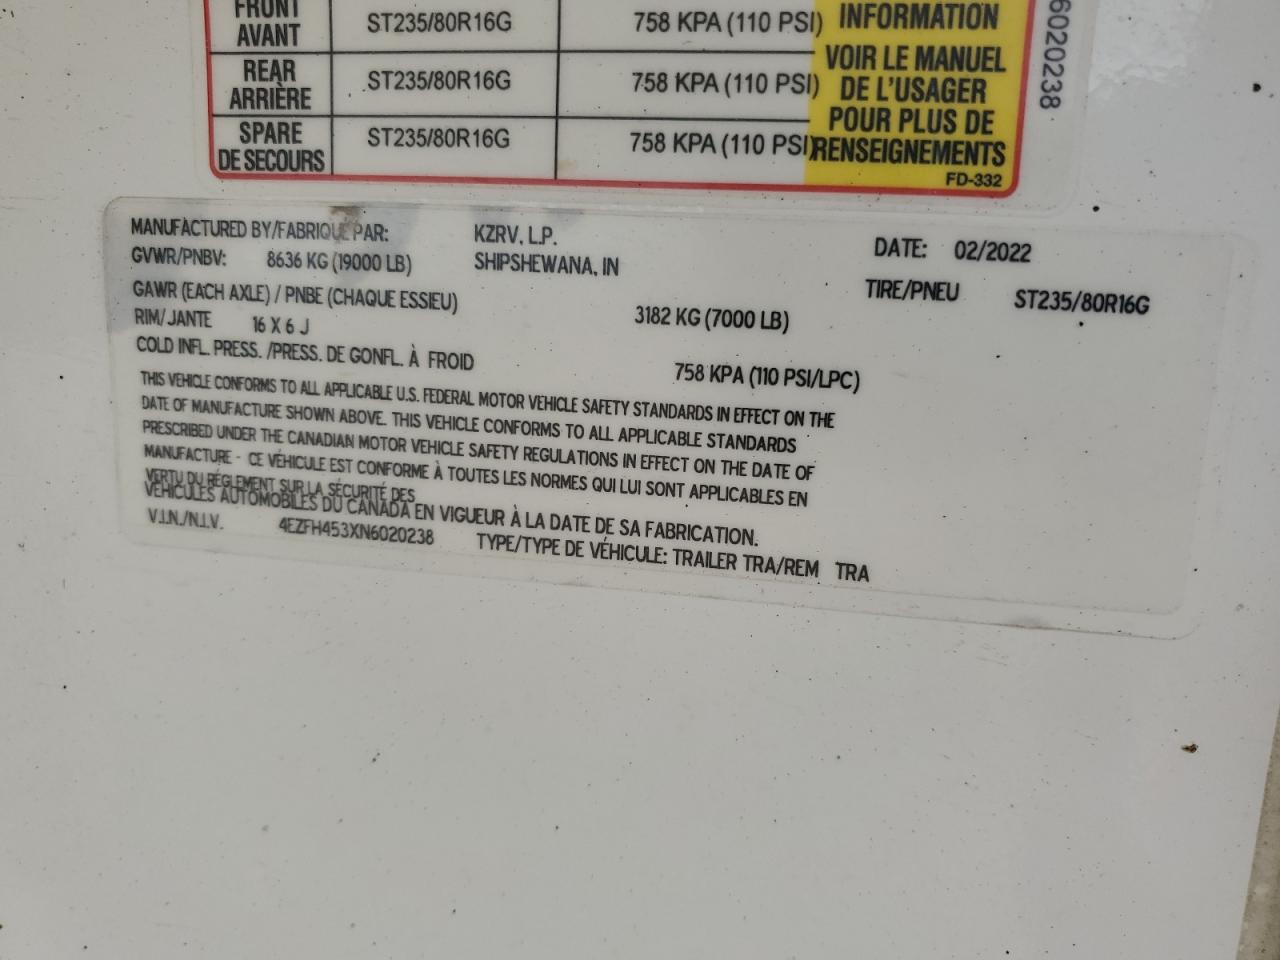 FRONT ST235/80R16G 758 KPA (110 PSI) INFORMATION
AVANT
VOIR LE MANUEL
REAR ST235/80R16G 758 KPA (110 PSI) DE L'USAGER
ARRIÈRE
POUR PLUS DE
SPARE ST235/80R16G 758 KPA (110 PSI) RENSEIGNEMENTS
DE SECOURS
FD-332
6020238
MANUFACTURED BY/FABRIQUE PAR: KZRV, L.P. DATE: 02/2022
GVWR/PNBV: 8636 KG (19000 LB) SHIPSHEWANA, IN TIRE/PNEU ST235/80R16G
GAWR (EACH AXLE) / PNBE (CHAQUE ESSIEU) 3182 KG (7000 LB)
RIM/JANTE 16 X 6 J
COLD INFL. PRESS. /PRESS. DE GONFL. À FROID 758 KPA (110 PSI/LPC)
THIS VEHICLE CONFORMS TO ALL APPLICABLE U.S. FEDERAL MOTOR VEHICLE SAFETY STANDARDS IN EFFECT ON THE
DATE OF MANUFACTURE SHOWN ABOVE. THIS VEHICLE CONFORMS TO ALL APPLICABLE STANDARDS
PRESCRIBED UNDER THE CANADIAN MOTOR VEHICLE SAFETY REGULATIONS IN EFFECT ON THE DATE OF
MANUFACTURE - CE VÉHICULE EST CONFORME À TOUTES LES NORMES QUI LUI SONT APPLICABLES EN
VERTU DU RÉGLEMENT SUR LA SÉCURITÉ DES
VÉHICULES AUTOMOBILES DU CANADA EN VIGUEUR À LA DATE DE SA FABRICATION.
V.I.N./N.I.V. 4EZFH453XN6020238 TYPE/TYPE DE VÉHICULE: TRAILER TRA/REM TRA